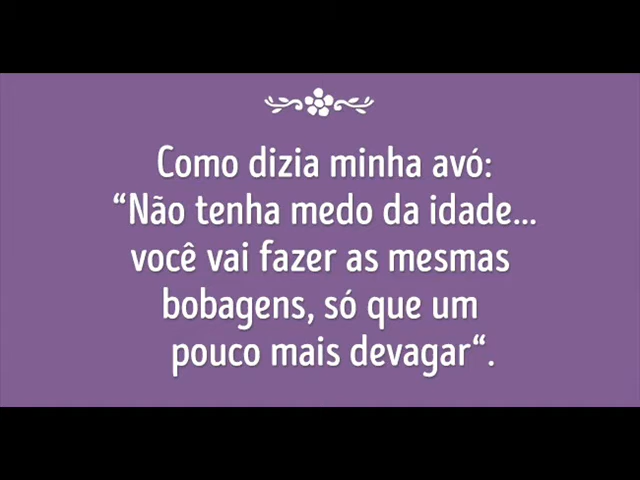 Como dizia minha avó:
“Não tenha medo da idade...
você vai fazer as mesmas
bobagens, só que um
pouco mais devagar“.